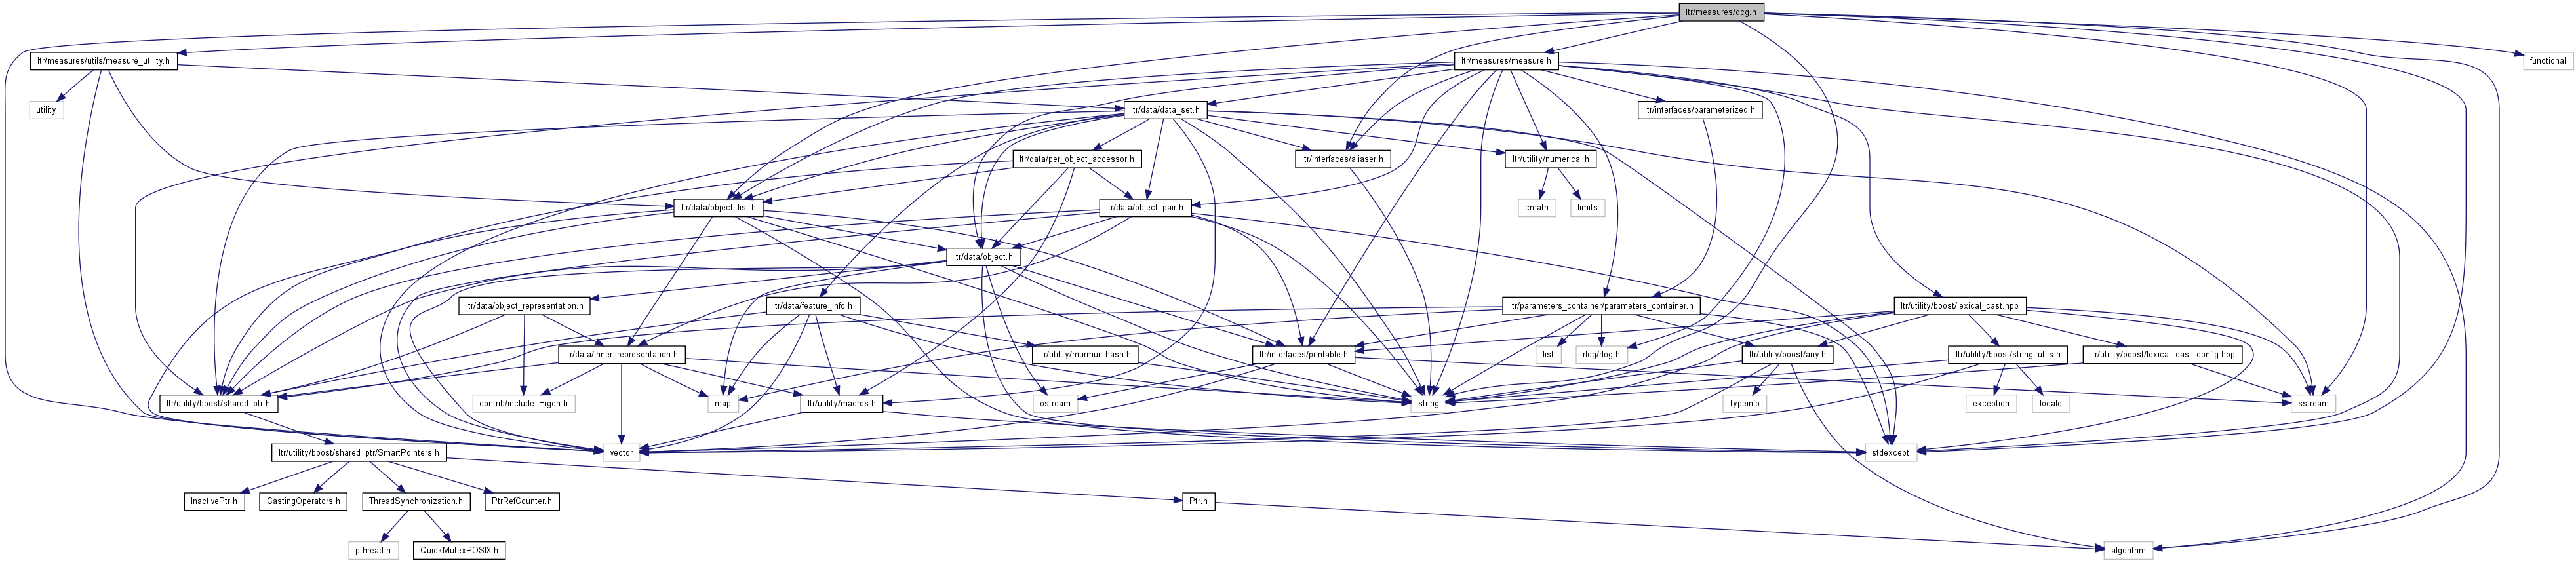 ltr/measures/dcg.h
ltr/measures/utils/measure_utility.h
ltr/measures/measure.h
functional
utility
ltr/data/data_set.h
ltr/interfaces/parameterized.h
ltr/data/per_object_accessor.h
ltr/interfaces/aliaser.h
ltr/utility/numerical.h
ltr/data/object_list.h
ltr/data/object_pair.h
cmath
limits
ltr/data/object.h
ltr/data/object_representation.h
ltr/data/feature_info.h
ltr/parameters_container/parameters_container.h
ltr/utility/boost/lexical_cast.hpp
ltr/data/inner_representation.h
ltr/utility/murmur_hash.h
ltr/interfaces/printable.h
list
rlog/rlog.h
ltr/utility/boost/any.h
ltr/utility/boost/string_utils.h
ltr/utility/boost/lexical_cast_config.hpp
ltr/utility/boost/shared_ptr.h
contrib/include_Eigen.h
map
ltr/utility/macros.h
ostream
string
typeinfo
exception
locale
sstream
ltr/utility/boost/shared_ptr/SmartPointers.h
vector
stdexcept
InactivePtr.h
CastingOperators.h
ThreadSynchronization.h
PtrRefCounter.h
Ptr.h
pthread.h
QuickMutexPOSIX.h
algorithm